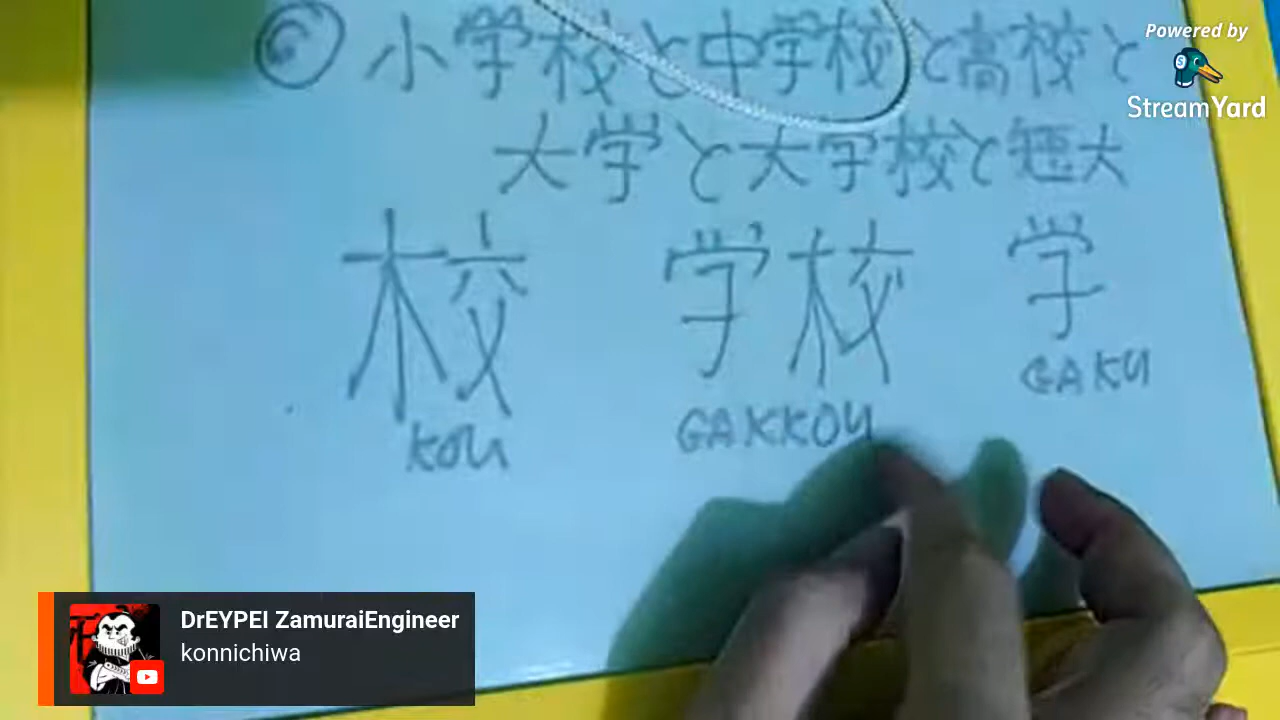 Powered by
StreamYard
⑥ 小学校と中学校と高校と
大学と大学校と短大
校 学校 学
KOU GAKKOU GAKU
DrEYPEI ZamuraiEngineer
konnichiwa